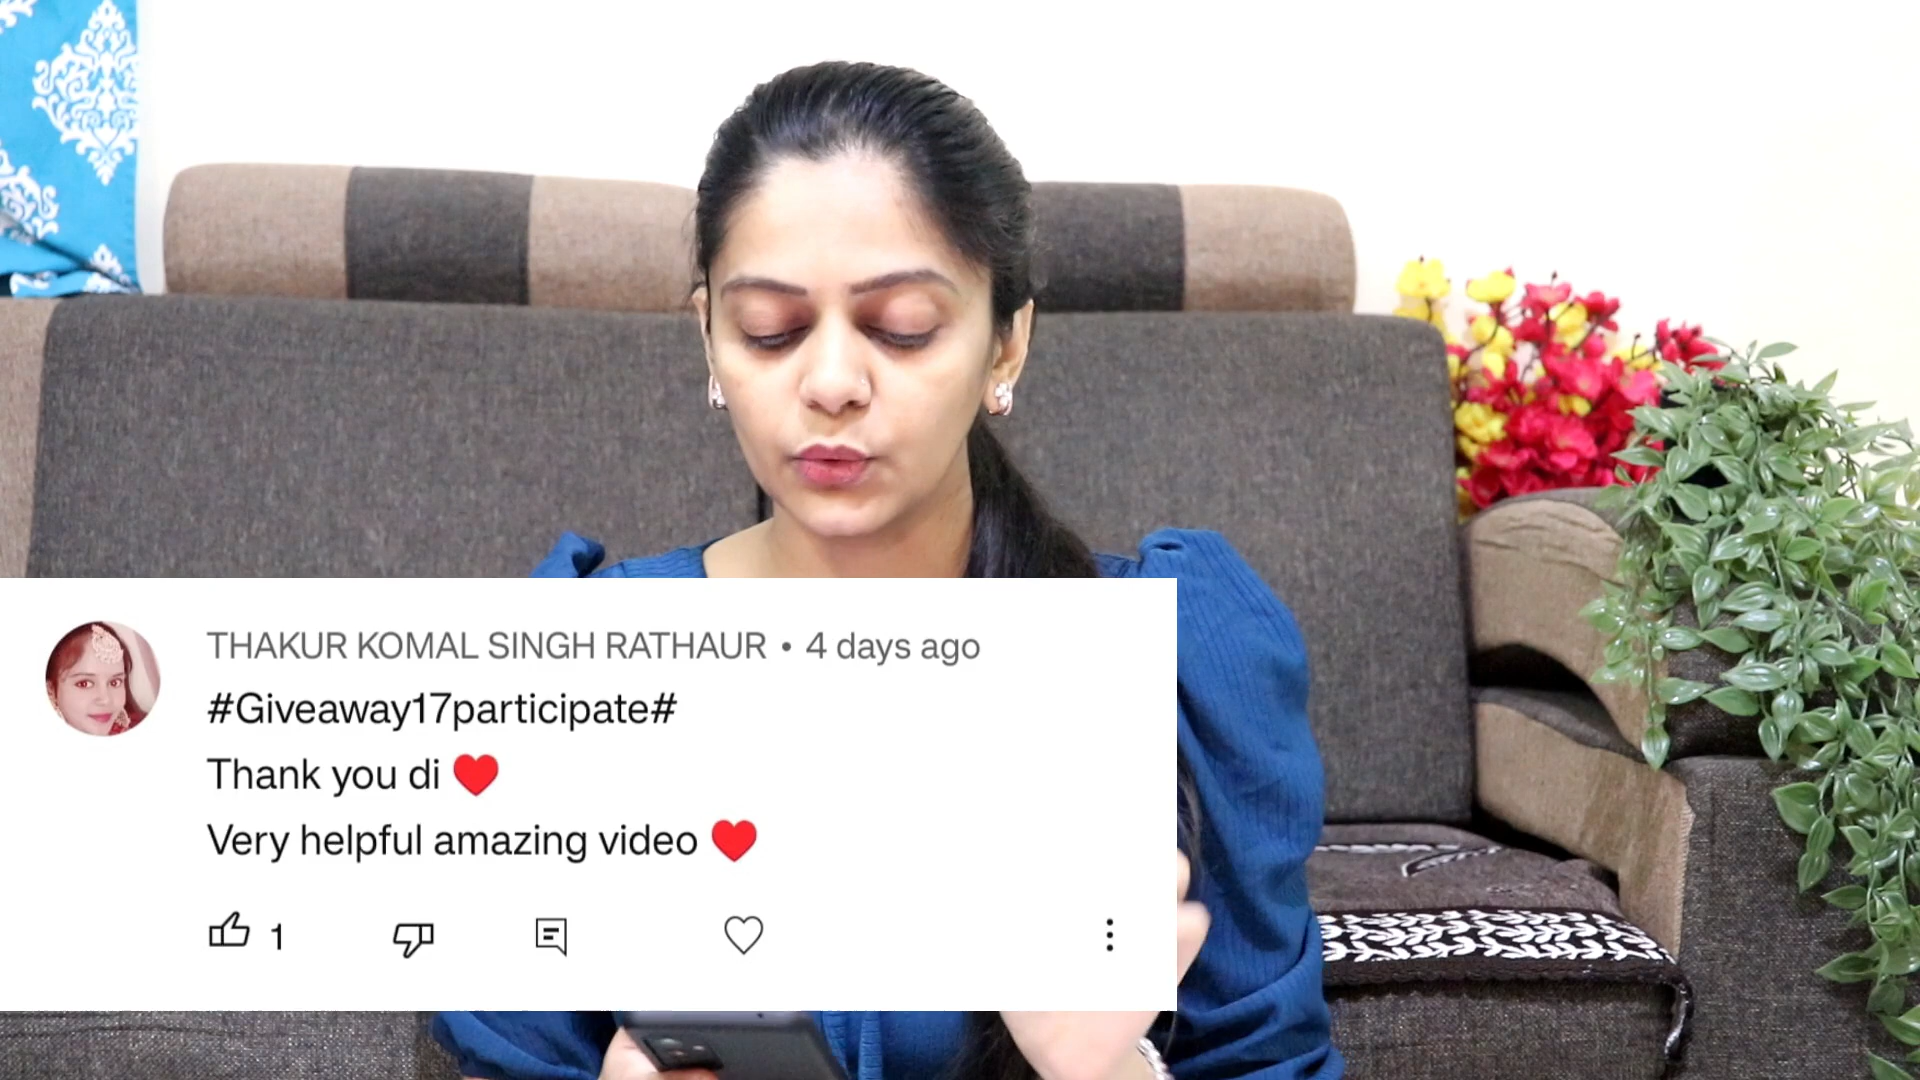 THAKUR KOMAL SINGH RATHAUR • 4 days ago
#Giveaway17participate#
Thank you di ♥️
Very helpful amazing video ♥️
1